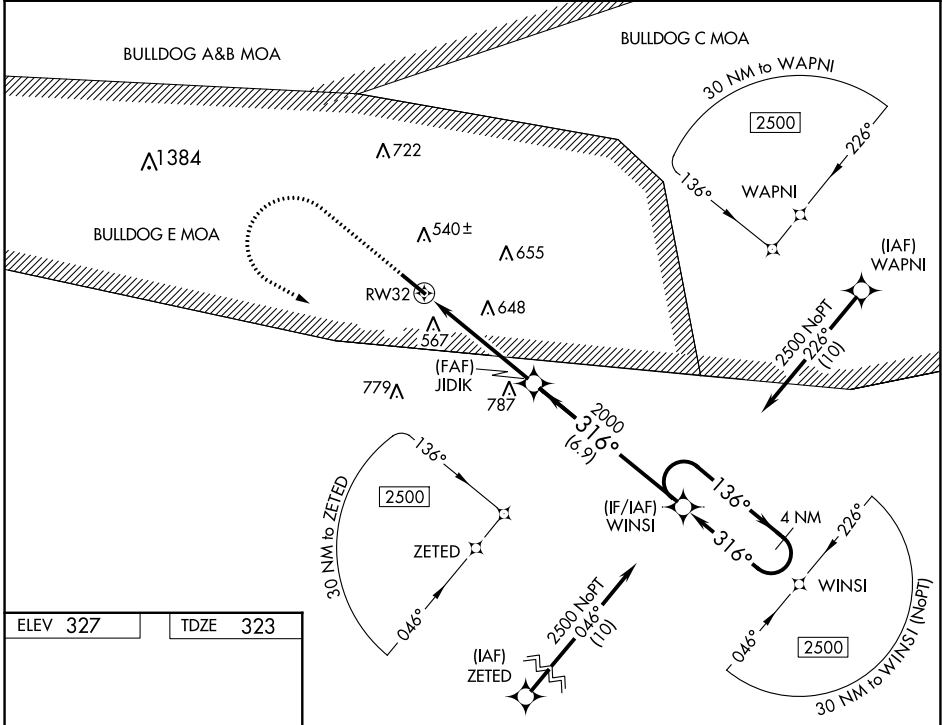 BULLDOG A&B MOA
BULLDOG C MOA
30 NM to WAPNI
2500
226°
136°
WAPNI
1384
722
BULLDOG E MOA
540±
655
(IAF)
WAPNI
RW32
648
567
2500 NoPT
226°
(10)
(FAF)
JIDIK
779
787
2000
316°
(6.9)
136°
2500
30 NM to ZETED
ZETED
046°
(IF/IAF)
WINSI
136°
4 NM
316°
226°
WINSI
046°
2500
30 NM to WINSI (NoPT)
2500 NoPT
046°
(10)
(IAF)
ZETED
ELEV 327
TDZE 323